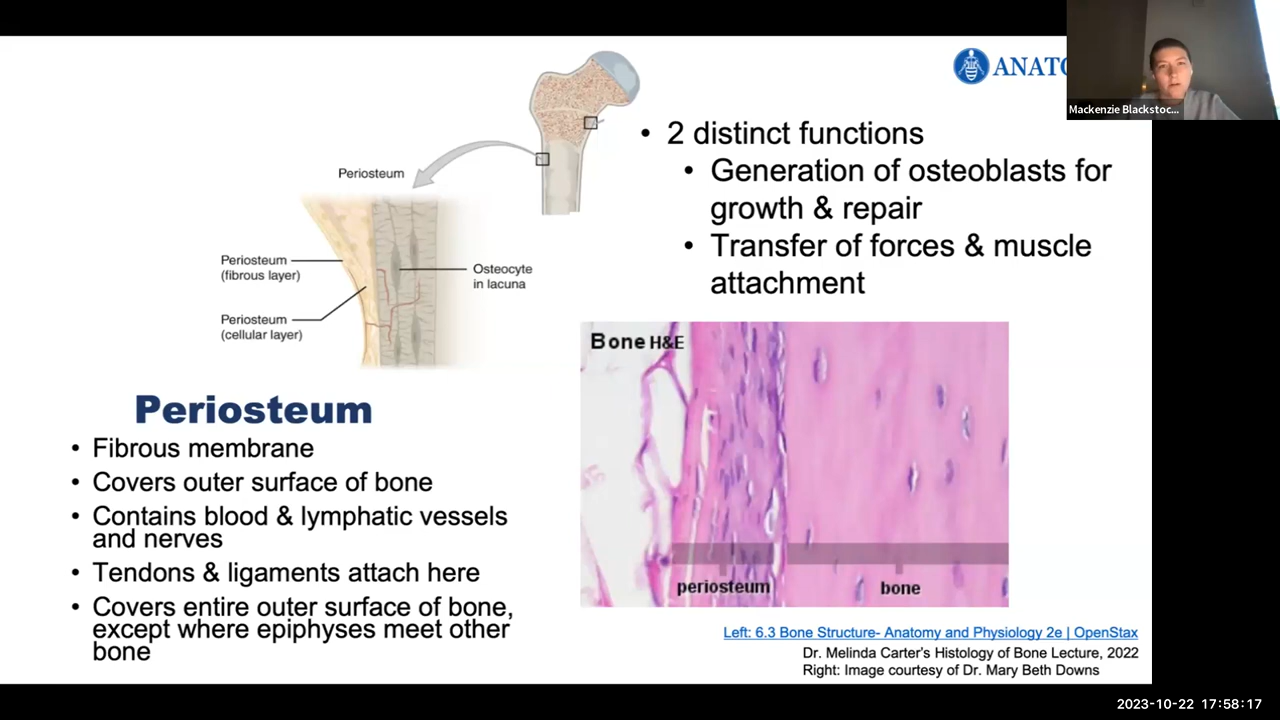 ANATO
Mackenzie Blackstoc...
• 2 distinct functions
• Generation of osteoblasts for
growth & repair
• Transfer of forces & muscle
attachment
Periosteum
Periosteum
(fibrous layer)
Osteocyte
in lacuna
Periosteum
(cellular layer)
Bone H&E
periosteum
bone
Periosteum
• Fibrous membrane
• Covers outer surface of bone
• Contains blood & lymphatic vessels
and nerves
• Tendons & ligaments attach here
• Covers entire outer surface of bone,
except where epiphyses meet other
bone
Left: 6.3 Bone Structure- Anatomy and Physiology 2e | OpenStax
Dr. Melinda Carter's Histology of Bone Lecture, 2022
Right: Image courtesy of Dr. Mary Beth Downs
2023-10-22 17:58:17